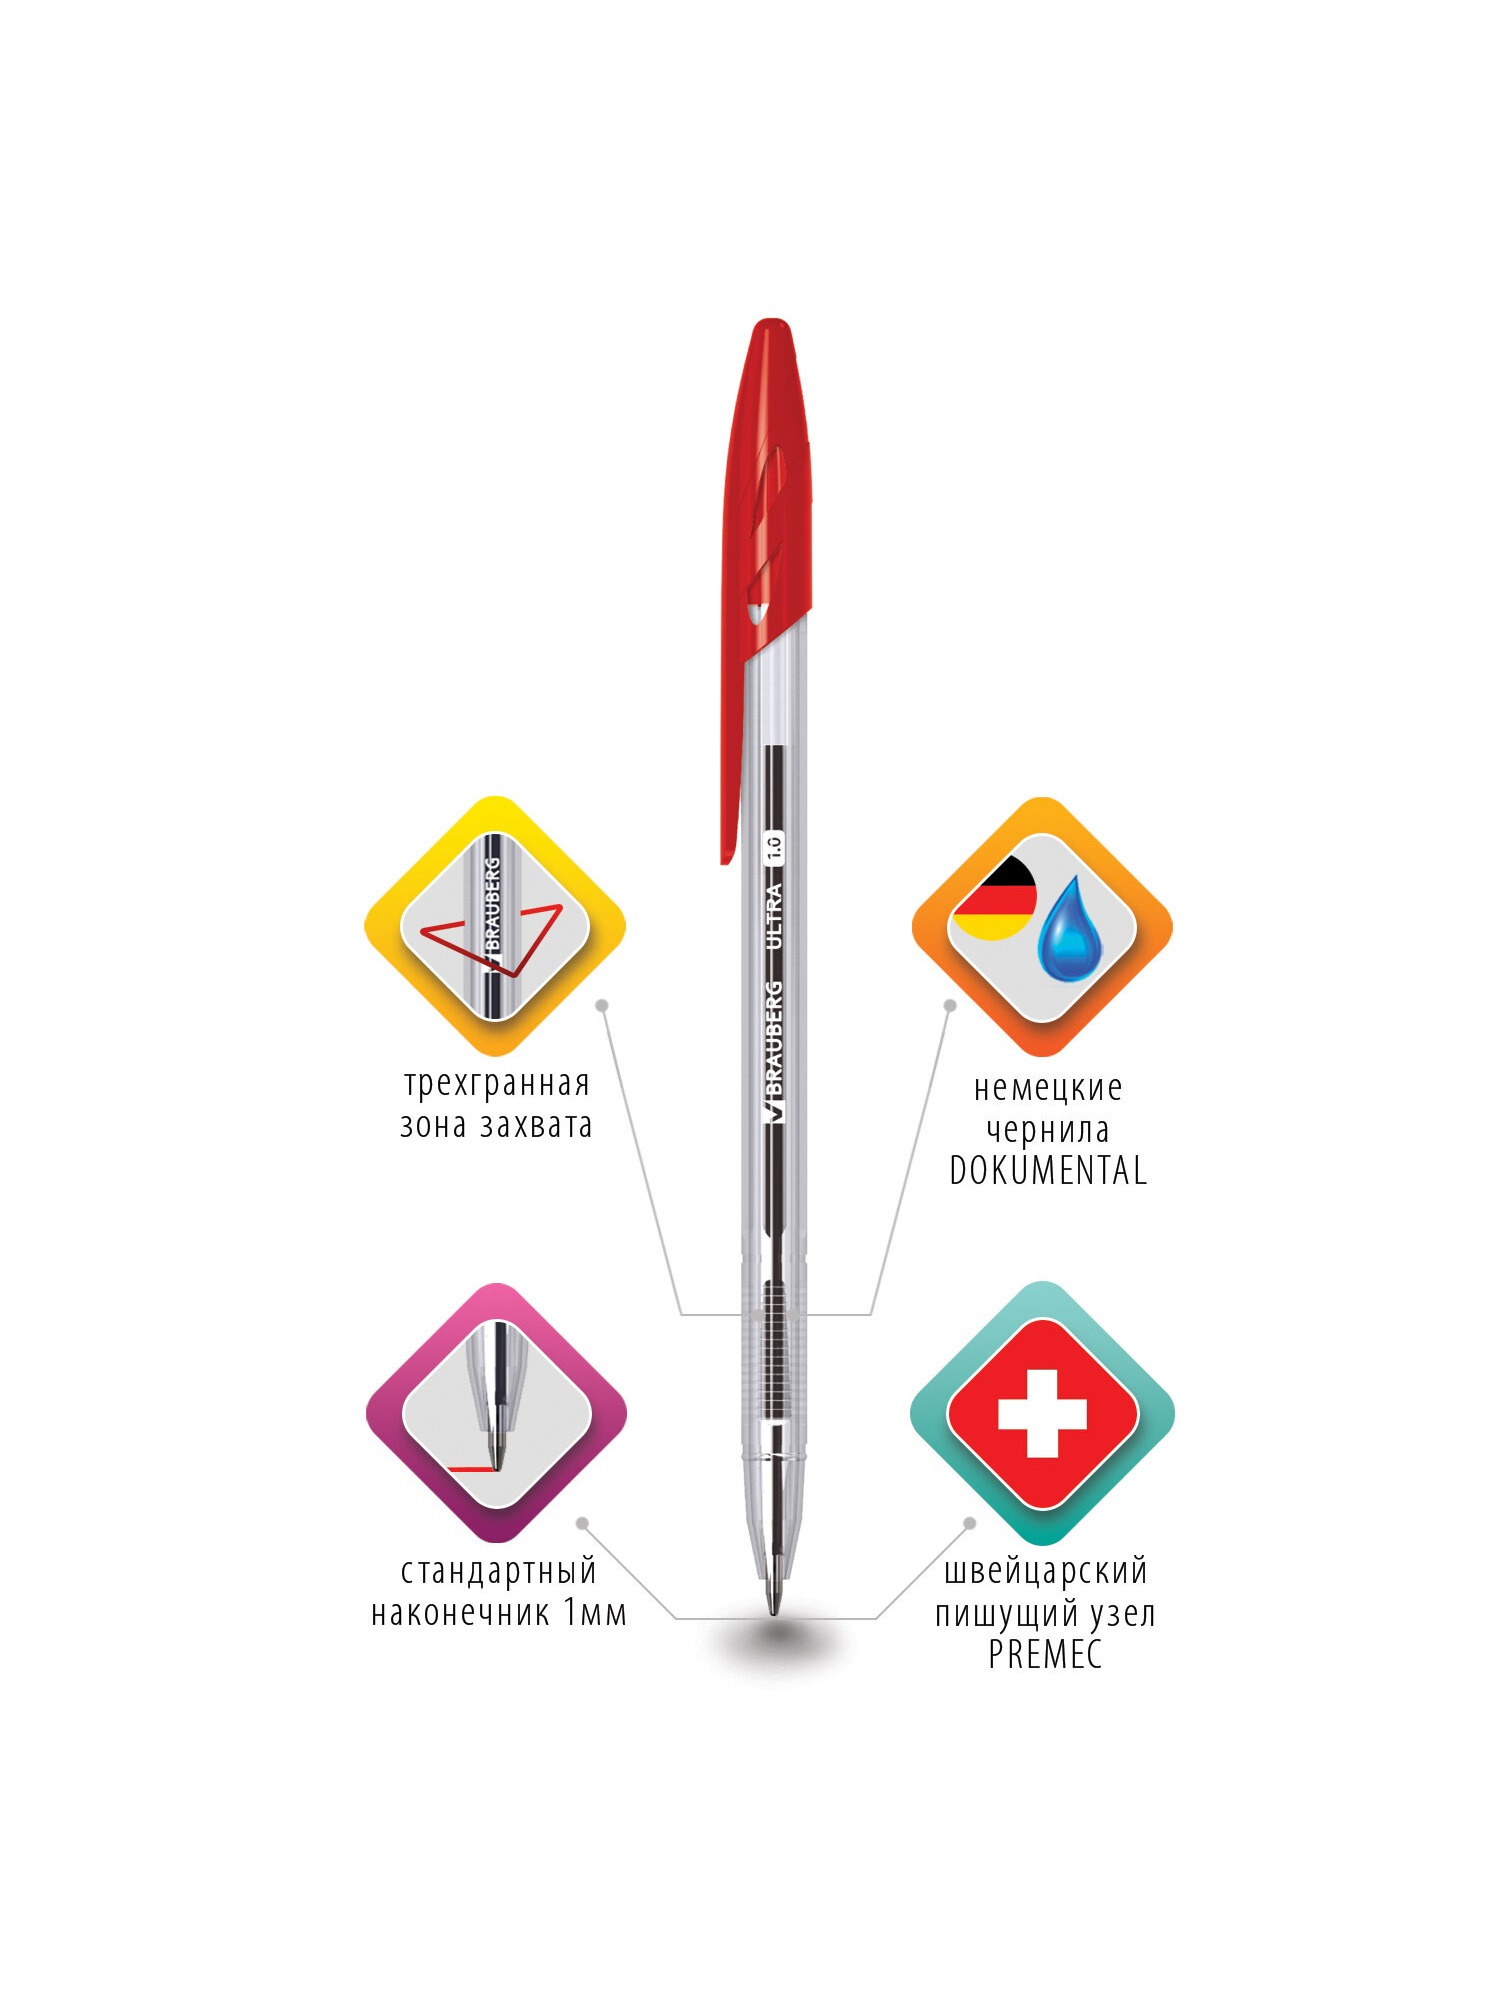 BRAUBERG ULTRA 1.0
BRAUBERG
трехгранная
зона захвата
немецкие
чернила
DOKUMENTAL
стандартный
наконечник 1мм
швейцарский
пишущий узел
PREMEC